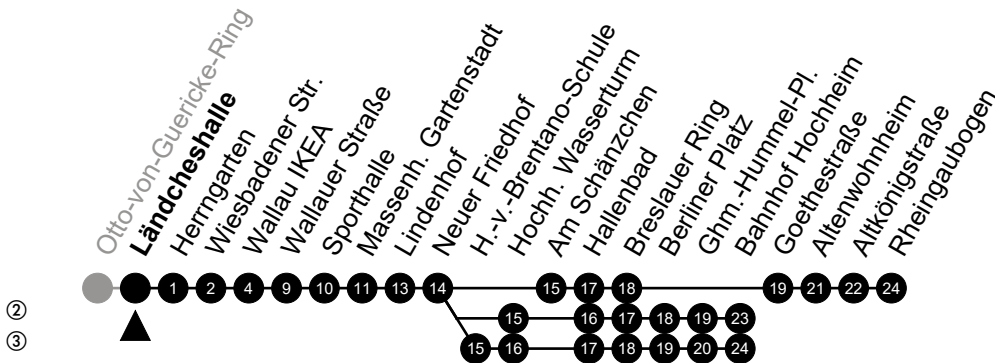 Otto-von-Guericke-Ring
Ländcheshalle
Herrngarten
Wiesbadener Str.
Wallau IKEA
Wallauer Straße
Sporthalle
Massenh. Gartenstadt
Lindenhof
Neuer Friedhof
H.-v.-Brentano-Schule
Hochh. Wasserturm
Am Schänzchen
Hallenbad
Breslauer Ring
Berliner Platz
Ghm.-Hummel-Pl.
Bahnhof Hochheim
Goethestraße
Altenwohnheim
Altkönigstraße
Rheingaubogen
1 2 4 9 10 11 13 14 15 17 18 19 21 22 24
② 15 16 17 18 19 23
③ 15 16 17 18 19 20 24